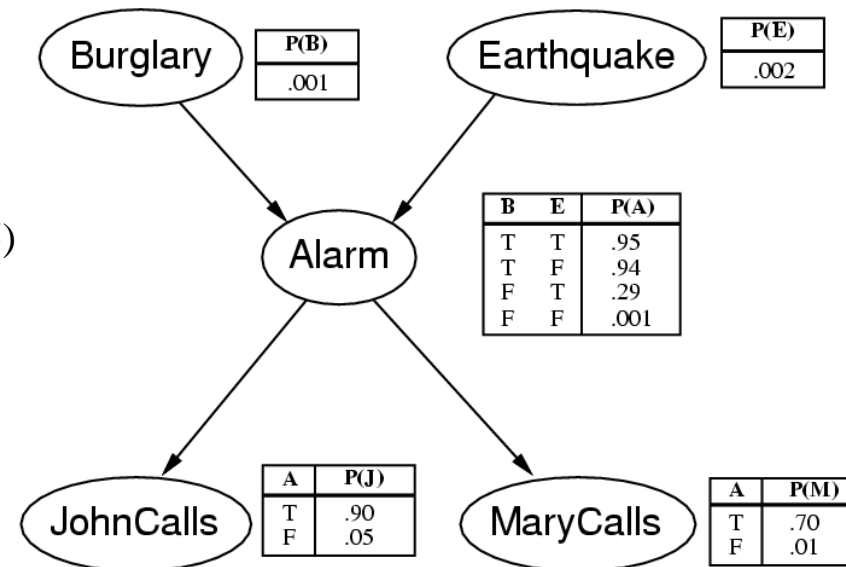 Burglary
P(B)
.001
Earthquake
P(E)
.002
)
Alarm
B E P(A)
T T .95
T F .94
F T .29
F F .001
JohnCalls
A P(J)
T .90
F .05
MaryCalls
A P(M)
T .70
F .01